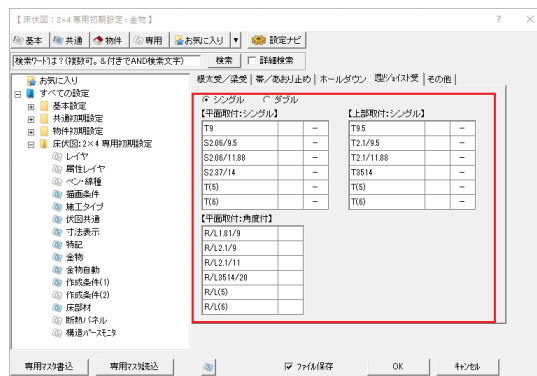 【床伏図：2×4 専用初期設定：金物】
? ×
基本 共通 物件 専用 お気に入り ▼ 設定ナビ
検索ワードは？(複数可。&付きでAND検索文字) 検索 詳細検索
お気に入り
すべての設定
基本設定
共通初期設定
物件初期設定
床伏図:2×4 専用初期設定
レイヤ
属性レイヤ
ペン・線種
描画条件
施工タイプ
伏図共通
寸法表示
特記
金物
金物自動
作成条件(1)
作成条件(2)
床部材
断熱パネル
構造パースモニタ
根太受／梁受 帯／あおり止め ホールダウン I型ジョイスト受 その他
シングル ダブル
【平面取付:シングル】
T9 －
S2.06/9.5 －
S2.06/11.88 －
S2.37/14 －
T(5) －
T(6) －
【上部取付:シングル】
T9.5 －
T2.1/9.5 －
T2.1/11.88 －
T3514 －
T(5) －
T(6) －
【平面取付:角度付】
R/L1.81/9
R/L2.1/9
R/L2.1/11
R/L3514/20
R/L(5)
R/L(6)
専用マスタ書込 専用マスタ読込 ファイル保存 OK キャンセル